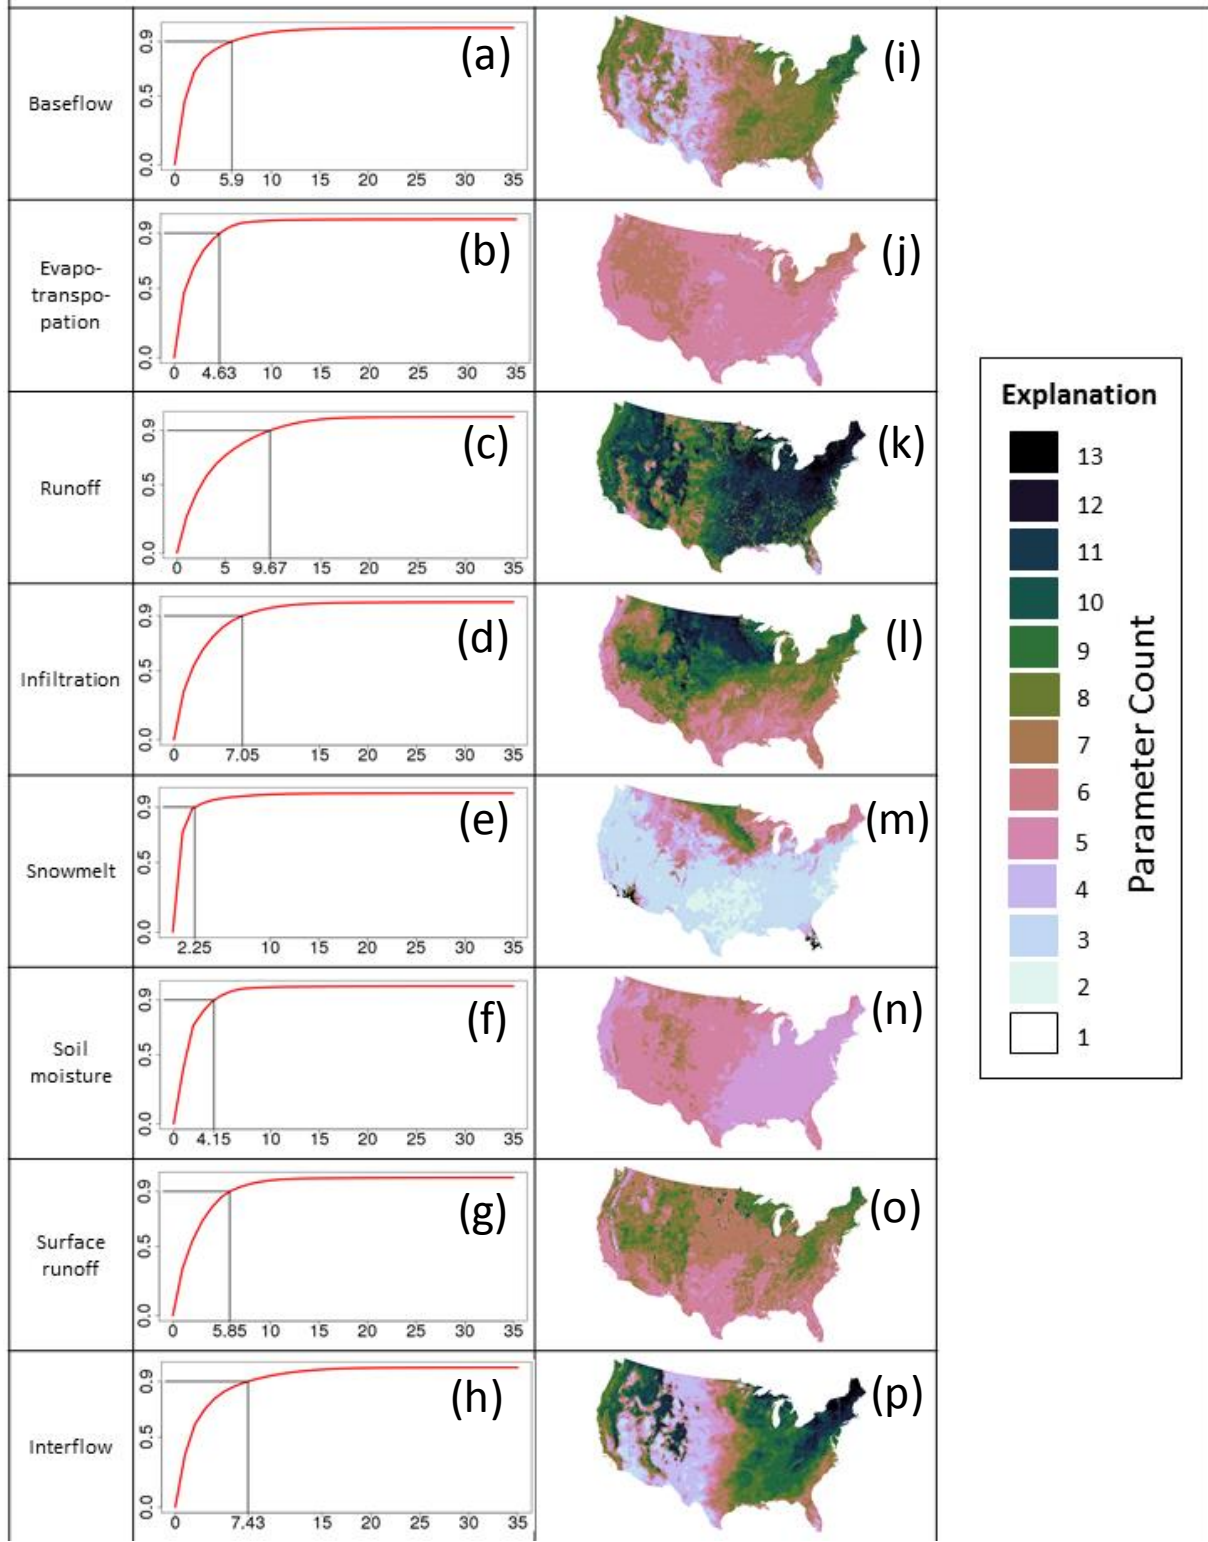 Baseflow
0.9
0.5
0.0
0 5.9 10 15 20 25 30 35
(a)
(i)
Evapo-
transpo-
pation
0.9
0.5
0.0
0 4.63 10 15 20 25 30 35
(b)
(j)
Runoff
0.9
0.5
0.0
0 5 9.67 15 20 25 30 35
(c)
(k)
Infiltration
0.9
0.5
0.0
0 7.05 15 20 25 30 35
(d)
(l)
Snowmelt
0.9
0.5
0.0
2.25 10 15 20 25 30 35
(e)
(m)
Soil
moisture
0.9
0.5
0.0
0 4.15 10 15 20 25 30 35
(f)
(n)
Surface
runoff
0.9
0.5
0.0
0 5.85 10 15 20 25 30 35
(g)
(o)
Interflow
0.9
0.5
0.0
0 7.43 15 20 25 30 35
(h)
(p)
Explanation
13
12
11
10
9
8
7
6
5
4
3
2
1
Parameter Count